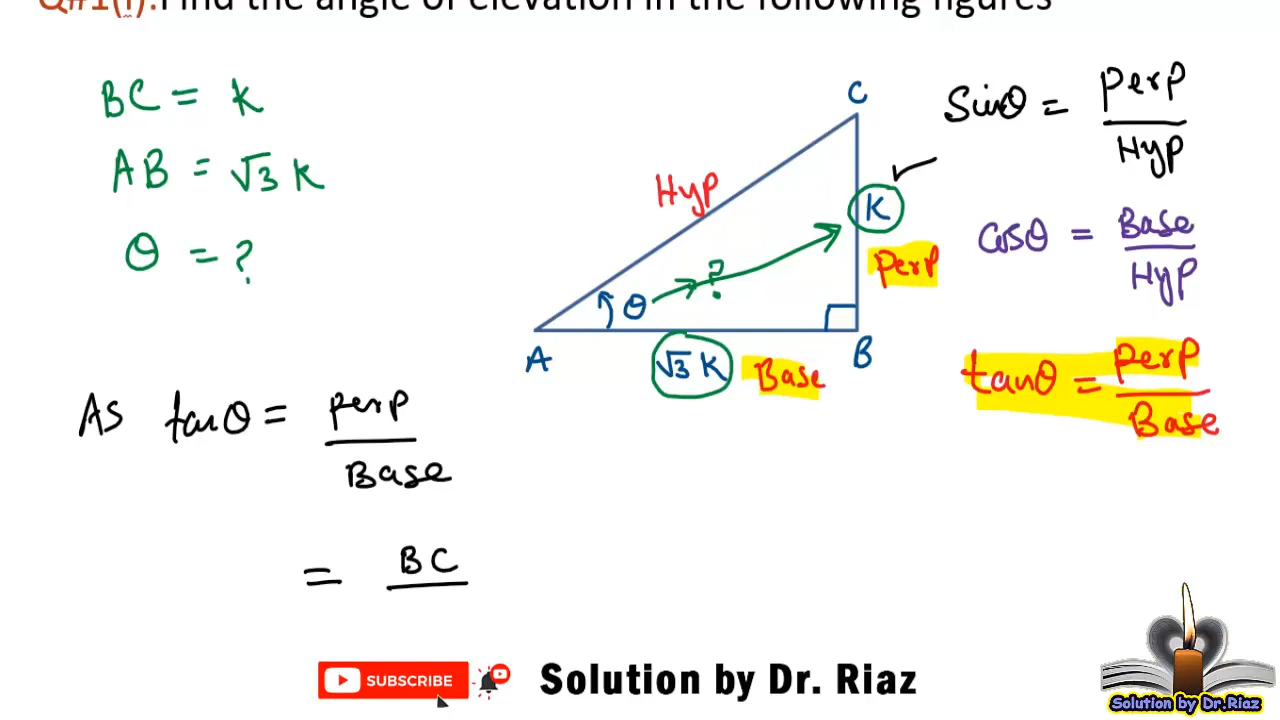 Q#1(i):Find the angle of elevation in the following figures
BC = K
AB = √3 K
θ = ?
C
Hyp
K
Perp
?
θ
A
B
√3 K
Base
Sinθ = Perp / Hyp
Cosθ = Base / Hyp
tanθ = Perp / Base
As tanθ = Perp / Base
= BC
SUBSCRIBE
Solution by Dr. Riaz
Solution by Dr.Riaz